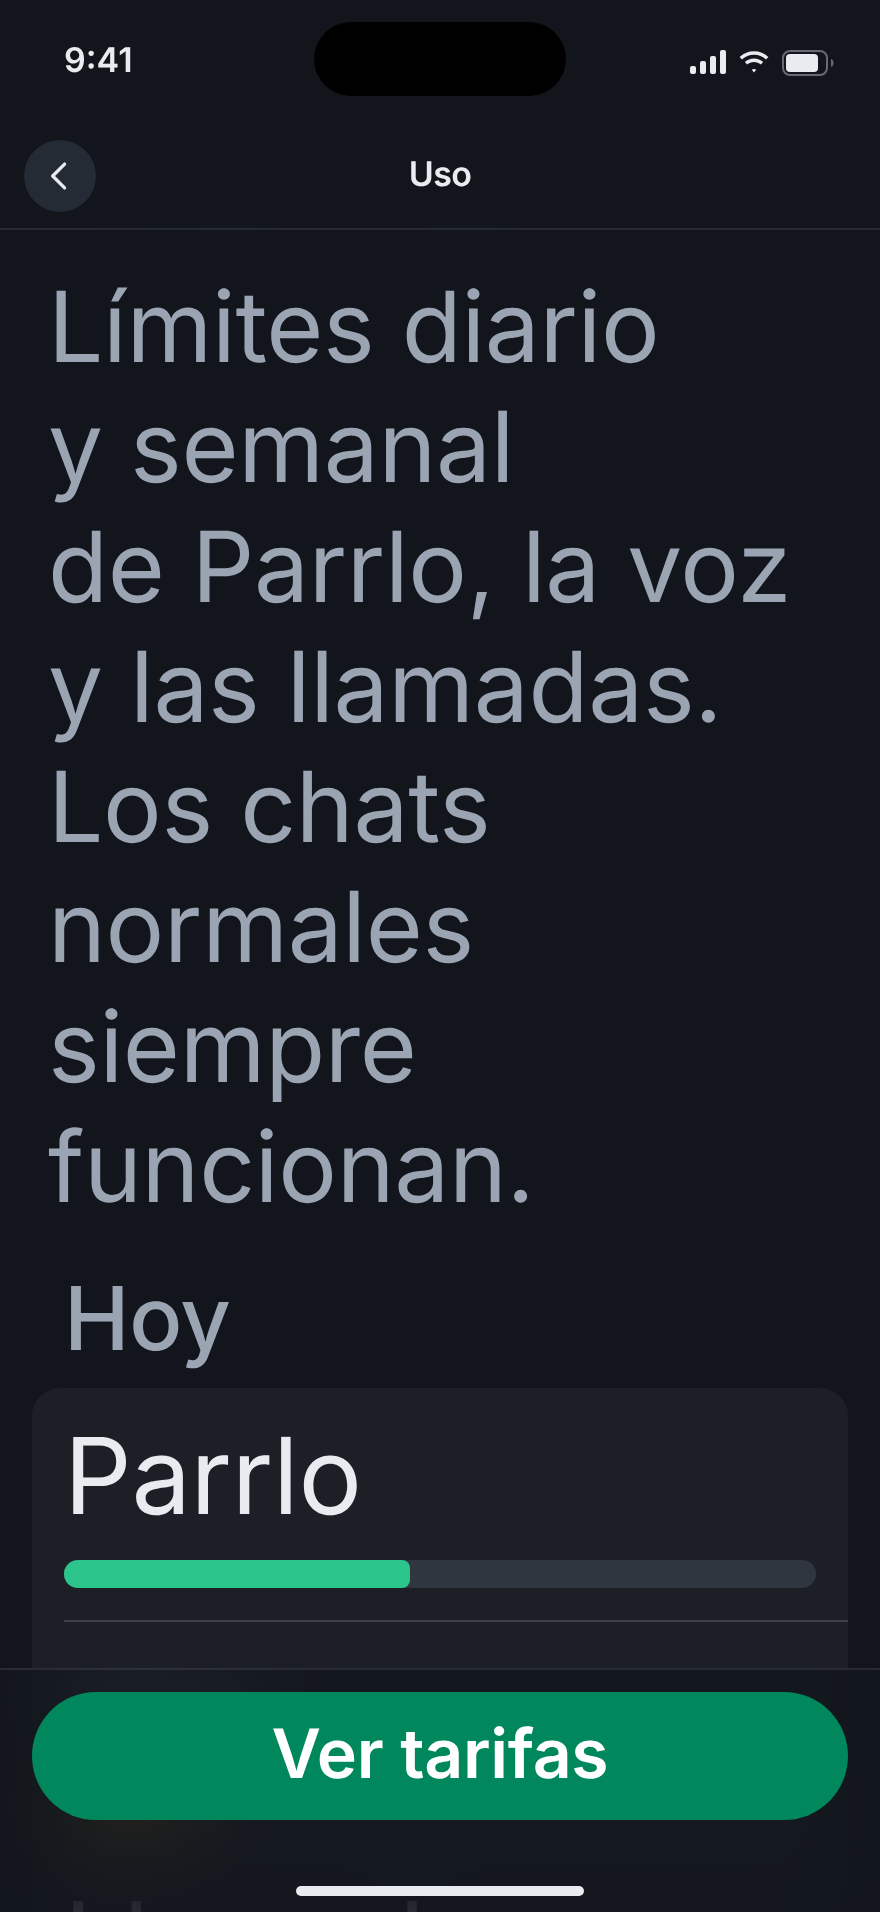 9:41
Uso
Límites diario
y semanal
de Parrlo, la voz
y las llamadas.
Los chats
normales
siempre
funcionan.
Hoy
Parrlo
Ver tarifas